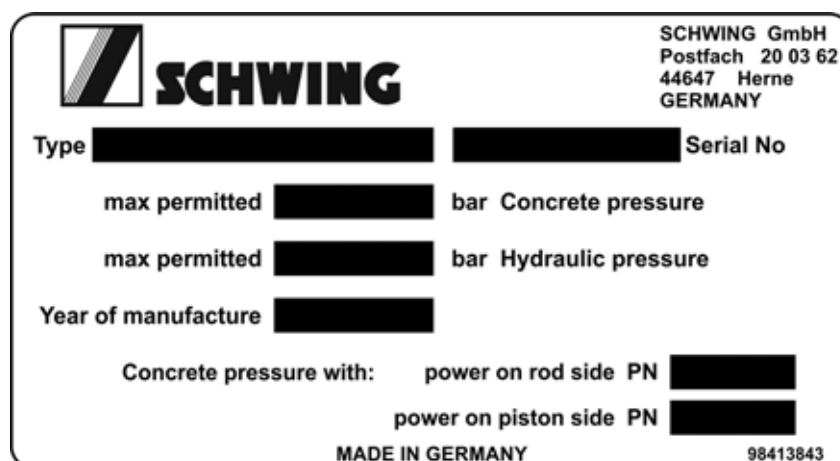 SCHWING
SCHWING GmbH
Postfach 20 03 62
44647 Herne
GERMANY
Type Serial No
max permitted bar Concrete pressure
max permitted bar Hydraulic pressure
Year of manufacture
Concrete pressure with: power on rod side PN
power on piston side PN
MADE IN GERMANY 98413843